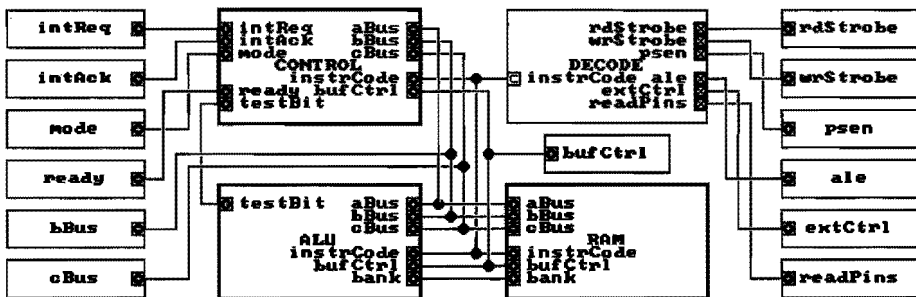 intReq
intAck
mode
ready
bBus
cBus
intReq
intAck
mode
CONTROL
ready
testBit
aBus
bBus
cBus
instrCode
bufCtrl
testBit
ALU
aBus
bBus
cBus
instrCode
bufCtrl
bank
instrCode
DECODE
rdStrobe
wrStrobe
psen
ale
extCtrl
readPins
bufCtrl
aBus
bBus
cBus
RAM
instrCode
bufCtrl
bank
rdStrobe
wrStrobe
psen
ale
extCtrl
readPins